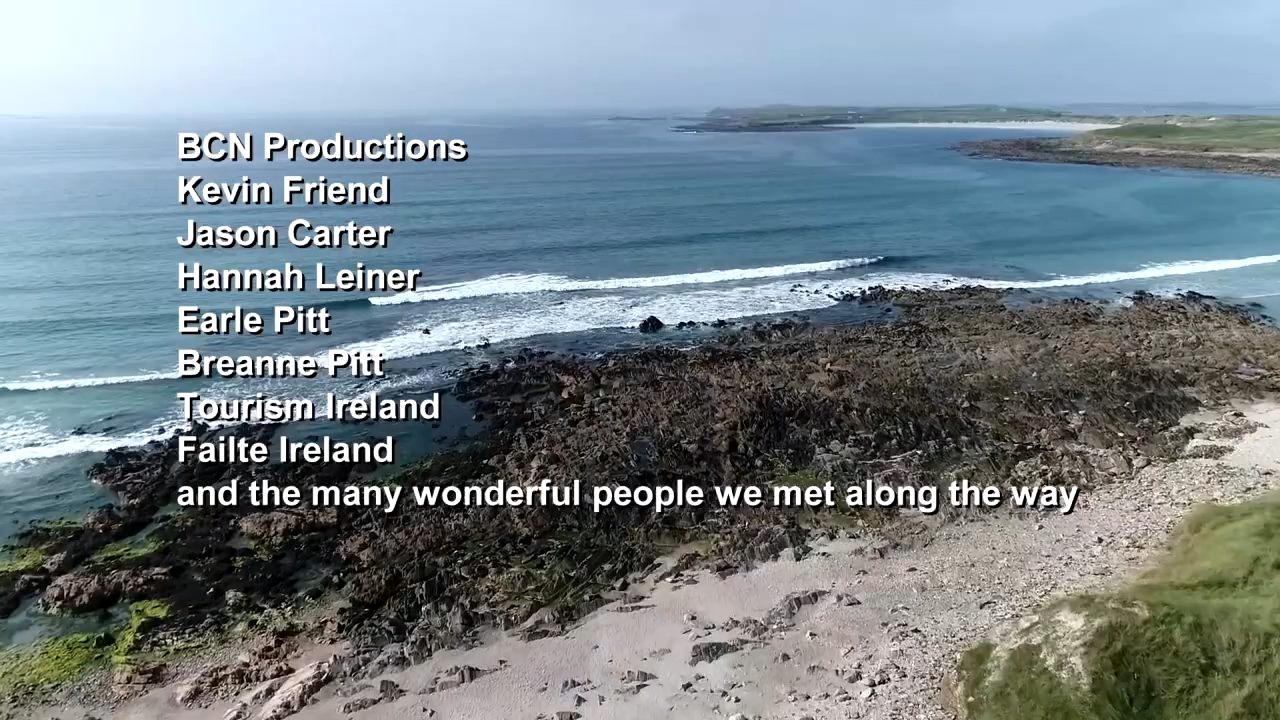 BCN Productions
Kevin Friend
Jason Carter
Hannah Leiner
Earle Pitt
Breanne Pitt
Tourism Ireland
Failte Ireland
and the many wonderful people we met along the way